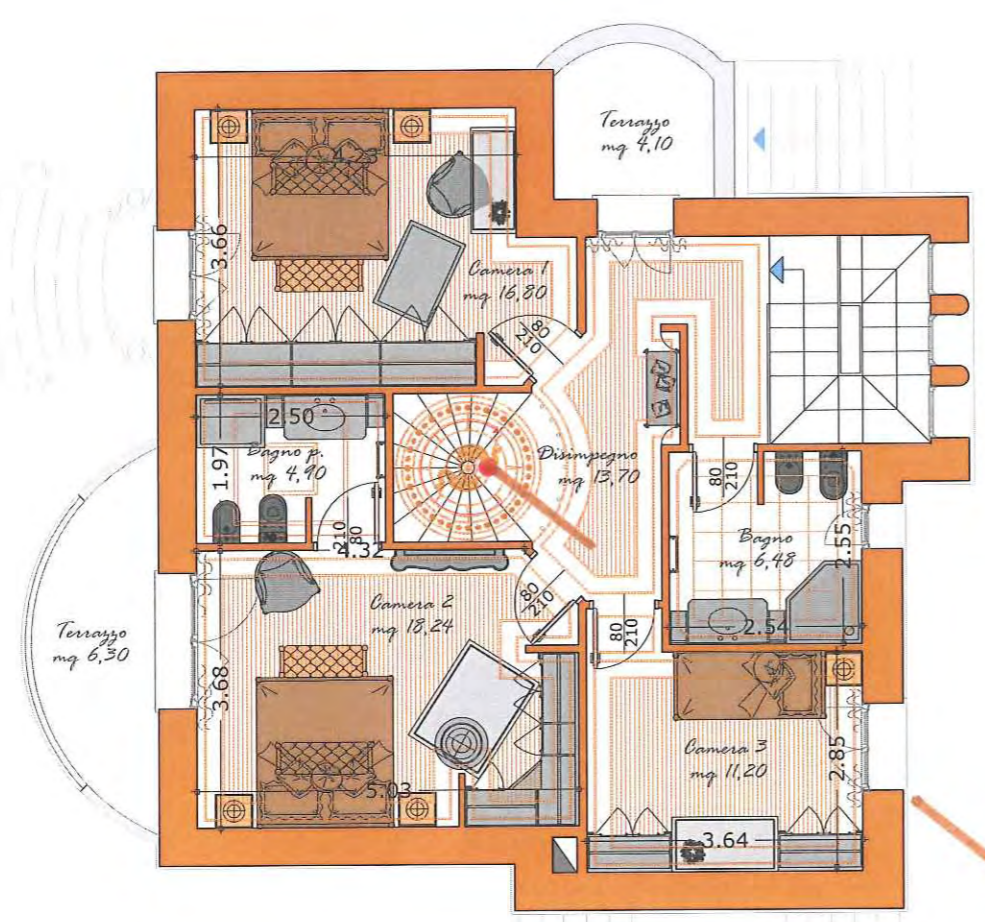 Terrazzo
mq 4,10
4.23
3.66
Camera 1
mq 16,80
80
210
2.50
1.97
Bagno p.
mq 4,90
210
80
Disimpegno
mq 13,70
80
210
Bagno
mq 6,48
2.55
2.54
4.32
80
210
80
210
Camera 2
mq 18,24
Terrazzo
mq 6,30
3.68
5.03
Camera 3
mq 11,20
2.85
3.64